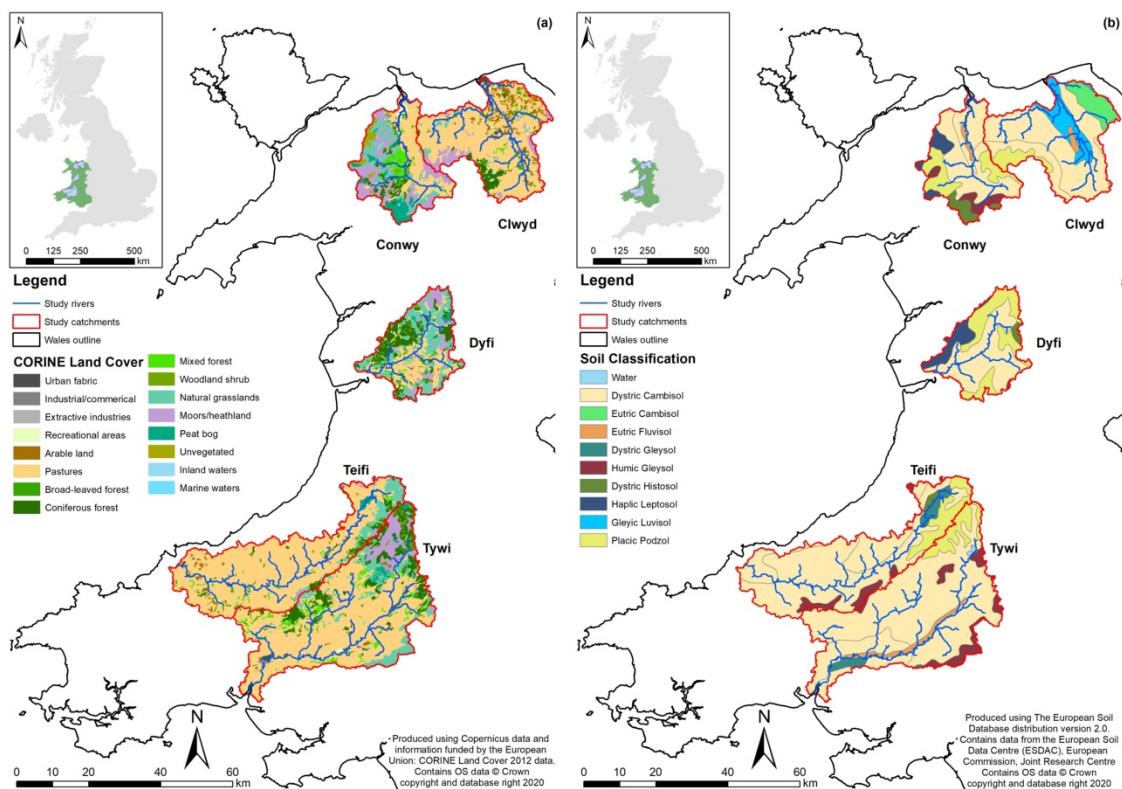 N
(a)
0 125 250 500
km
Conwy
Clwyd
Legend
Study rivers
Study catchments
Wales outline
CORINE Land Cover
Urban fabric
Industrial/commerical
Extractive industries
Recreational areas
Arable land
Pastures
Broad-leaved forest
Coniferous forest
Mixed forest
Woodland shrub
Natural grasslands
Moors/heathland
Peat bog
Unvegetated
Inland waters
Marine waters
Dyfi
Teifi
Tywi
N
0 10 20 40 60
km
Produced using Copernicus data and
information funded by the European
Union: CORINE Land Cover 2012 data.
Contains OS data © Crown
copyright and database right 2020
N
(b)
0 125 250 500
km
Conwy
Clwyd
Legend
Study rivers
Study catchments
Wales outline
Soil Classification
Water
Dystric Cambisol
Eutric Cambisol
Eutric Fluvisol
Dystric Gleysol
Humic Gleysol
Dystric Histosol
Haplic Leptosol
Gleyic Luvisol
Placic Podzol
Dyfi
Teifi
Tywi
N
0 10 20 40 60
km
Produced using The European Soil
Database distribution version 2.0.
Contains data from the European Soil
Data Centre (ESDAC), European
Commission, Joint Research Centre
Contains OS data © Crown
copyright and database right 2020